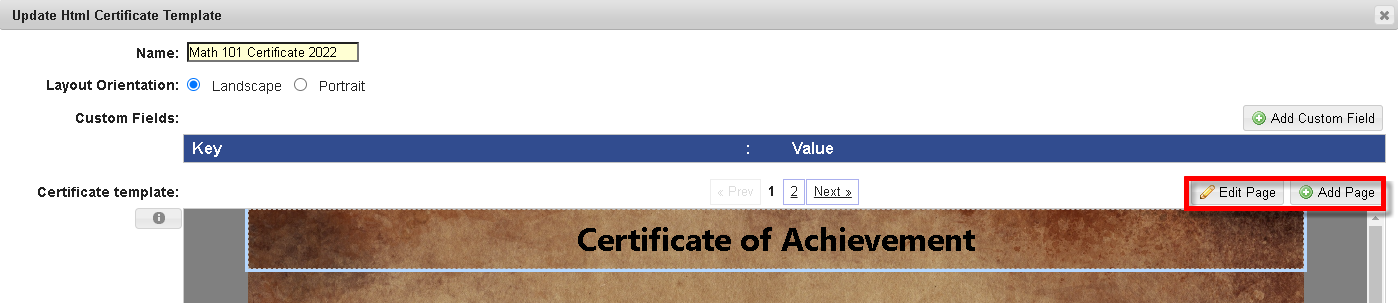 Update Html Certificate Template
Name: Math 101 Certificate 2022
Layout Orientation: Landscape Portrait
Custom Fields: Add Custom Field
Key : Value
Certificate template: « Prev 1 2 Next » Edit Page Add Page
Certificate of Achievement